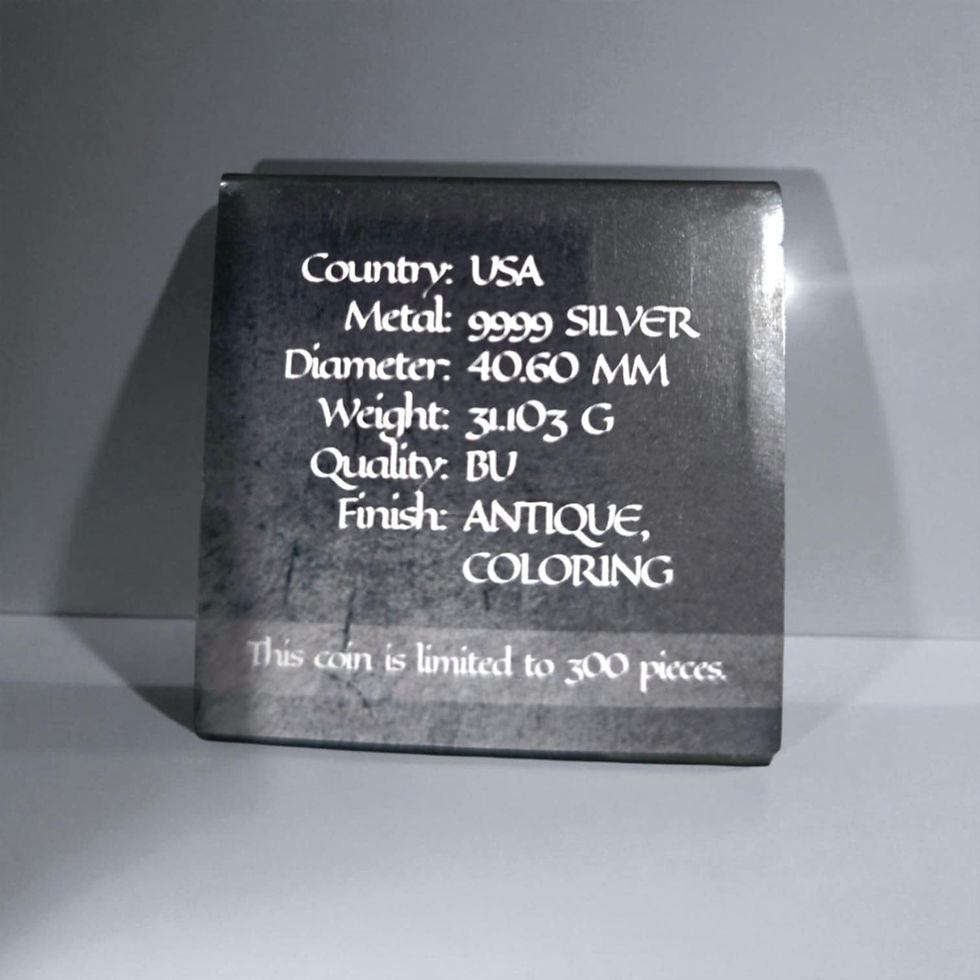 Country: USA
Metal: 9999 SILVER
Diameter: 40.60 MM
Weight: 31.103 G
Quality: BU
Finish: ANTIQUE,
COLORING
This coin is limited to 300 pieces.